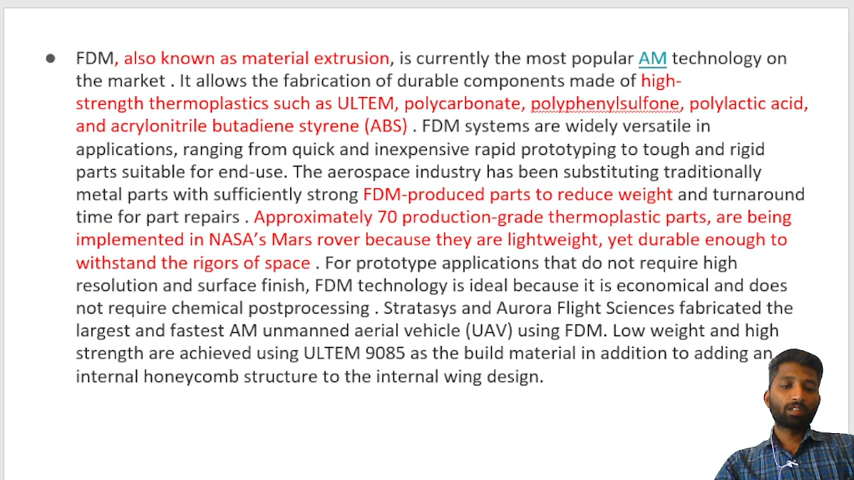 ● FDM, also known as material extrusion, is currently the most popular AM technology on
the market . It allows the fabrication of durable components made of high-
strength thermoplastics such as ULTEM, polycarbonate, polyphenylsulfone, polylactic acid,
and acrylonitrile butadiene styrene (ABS) . FDM systems are widely versatile in
applications, ranging from quick and inexpensive rapid prototyping to tough and rigid
parts suitable for end-use. The aerospace industry has been substituting traditionally
metal parts with sufficiently strong FDM-produced parts to reduce weight and turnaround
time for part repairs . Approximately 70 production-grade thermoplastic parts, are being
implemented in NASA's Mars rover because they are lightweight, yet durable enough to
withstand the rigors of space . For prototype applications that do not require high
resolution and surface finish, FDM technology is ideal because it is economical and does
not require chemical postprocessing . Stratasys and Aurora Flight Sciences fabricated the
largest and fastest AM unmanned aerial vehicle (UAV) using FDM. Low weight and high
strength are achieved using ULTEM 9085 as the build material in addition to adding an
internal honeycomb structure to the internal wing design.